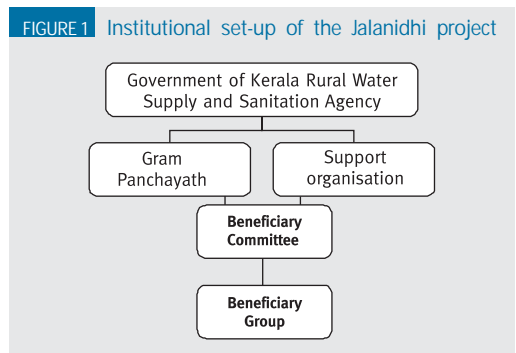 FIGURE 1 Institutional set-up of the Jalanidhi project
Government of Kerala Rural Water
Supply and Sanitation Agency
Gram
Panchayath
Support
organisation
Beneficiary
Committee
Beneficiary
Group